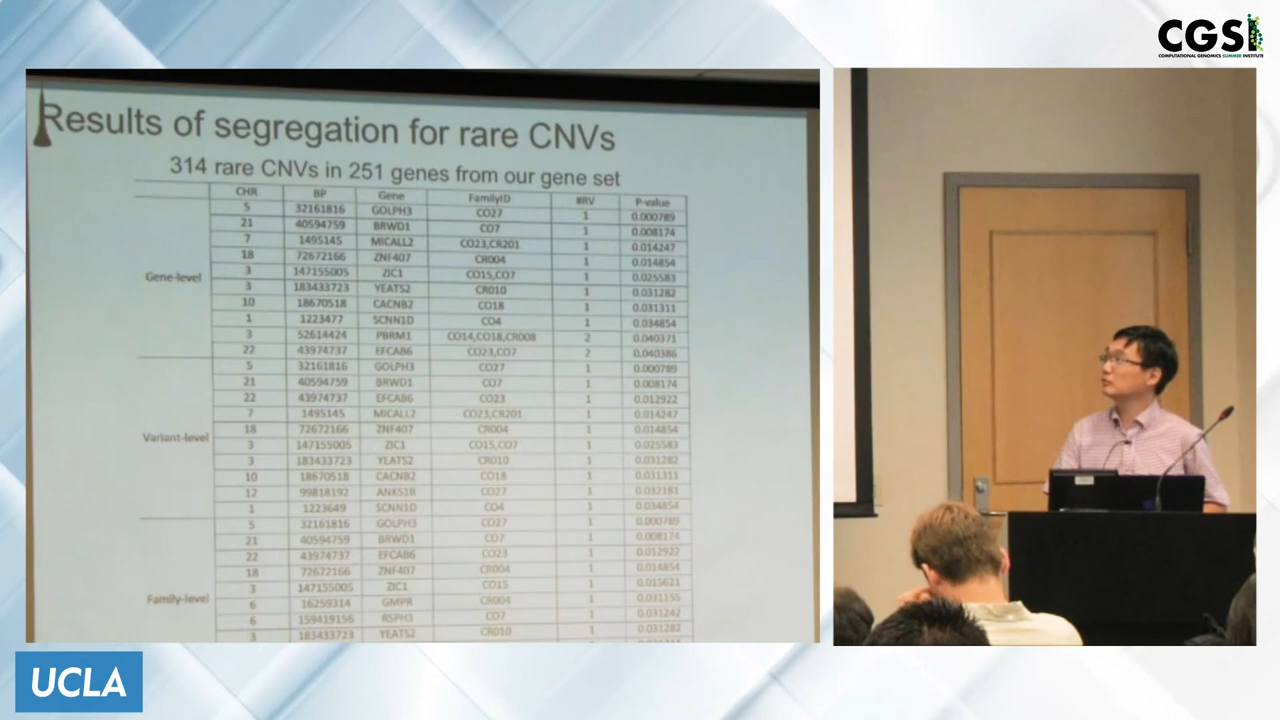 CGSI
COMPUTATIONAL GENOMICS SUMMER INSTITUTE
Results of segregation for rare CNVs
314 rare CNVs in 251 genes from our gene set
CHR BP Gene FamilyID #RV P-value
Gene-level
5 32161816 GOLPH3 CO27 1 0.000789
21 40594759 BRWD1 CO7 1 0.008174
7 1495145 MICALL2 CO23,CR201 1 0.014247
18 72672166 ZNF407 CR004 1 0.014854
3 147155005 ZIC1 CO15,CO7 1 0.025583
3 183433723 YEATS2 CR010 1 0.031282
10 18670518 CACNB2 CO18 1 0.031311
1 1223477 SCNN1D CO4 1 0.034854
3 52614424 PBRM1 CO14,CO18,CR008 2 0.040371
22 43974737 EFCAB6 CO23,CO7 2 0.040386
Variant-level
5 32161816 GOLPH3 CO27 1 0.000789
21 40594759 BRWD1 CO7 1 0.008174
22 43974737 EFCAB6 CO23 1 0.012922
7 1495145 MICALL2 CO23,CR201 1 0.014247
18 72672166 ZNF407 CR004 1 0.014854
3 147155005 ZIC1 CO15,CO7 1 0.025583
3 183433723 YEATS2 CR010 1 0.031282
10 18670518 CACNB2 CO18 1 0.031311
12 99818192 ANKS1B CO27 1 0.032181
1 1223649 SCNN1D CO4 1 0.034854
Family-level
5 32161816 GOLPH3 CO27 1 0.000789
21 40594759 BRWD1 CO7 1 0.008174
22 43974737 EFCAB6 CO23 1 0.012922
18 72672166 ZNF407 CR004 1 0.014854
3 147155005 ZIC1 CO15 1 0.015621
6 16259314 GMPR CR004 1 0.031155
6 159419156 RSPH3 CO7 1 0.031242
3 183433723 YEATS2 CR010 1 0.031282
UCLA